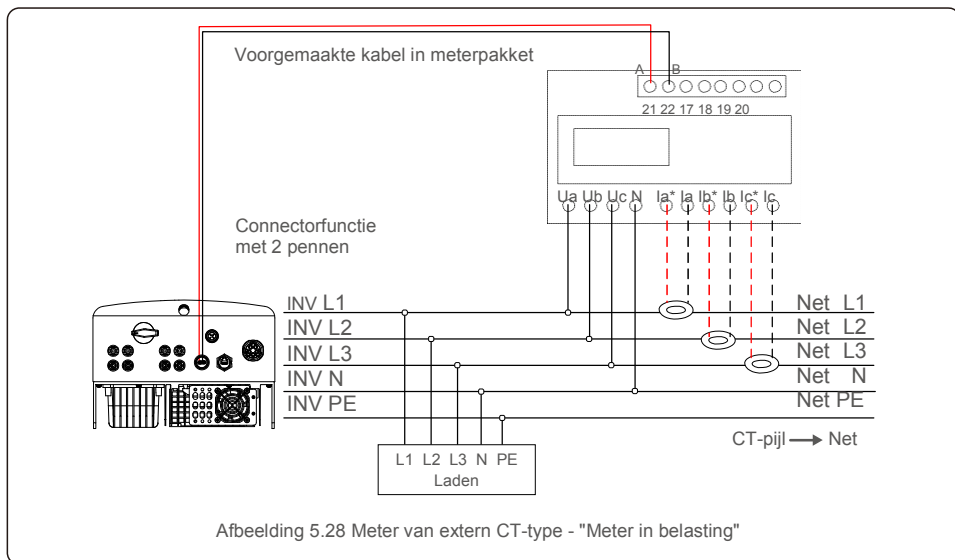 Voorgemaakte kabel in meterpakket
A B
21 22 17 18 19 20
Ua Ub Uc N Ia* Ia Ib* Ib Ic* Ic
Connectorfunctie
met 2 pennen
INV L1 Net L1
INV L2 Net L2
INV L3 Net L3
INV N Net N
INV PE Net PE
CT-pijl Net
L1 L2 L3 N PE
Laden
Afbeelding 5.28 Meter van extern CT-type - "Meter in belasting"